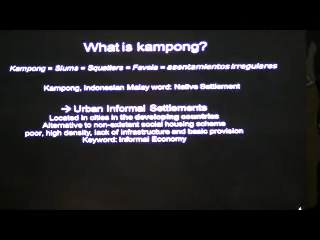 What is kampong?
Kampong = Slums = Squatters = Favela = asentamientos irregulares
Kampong, Indonesian Malay word: Native Settlement
→ Urban Informal Settlements
Located in cities in the developing countries
Alternative to non-existent social housing scheme
poor, high density, lack of infrastructure and basic provision
Keyword: Informal Economy